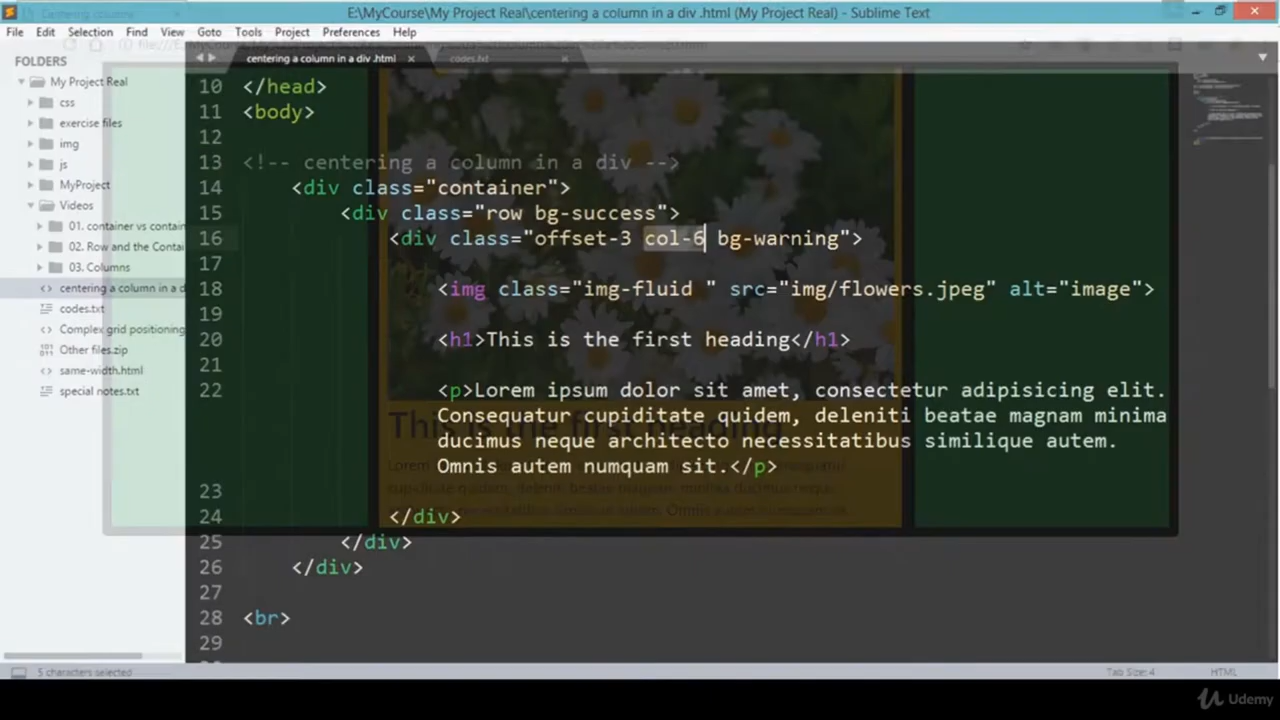 Centering columns
E:\MyCourse\My Project Real\centering a column in a div .html (My Project Real) - Sublime Text
File Edit Selection Find View Goto Tools Project Preferences Help
FOLDERS
My Project Real
css
exercise files
img
js
MyProject
Videos
01. container vs contain
02. Row and the Contai
03. Columns
centering a column in a d
codes.txt
Complex grid positioning
Other files.zip
same-width.html
special notes.txt
centering a column in a div .html
codes.txt
10 </head>
11 <body>
12
13 <!-- centering a column in a div -->
14 <div class="container">
15 <div class="row bg-success">
16 <div class="offset-3 col-6 bg-warning">
17
18 <img class="img-fluid " src="img/flowers.jpeg" alt="image">
19
20 <h1>This is the first heading</h1>
21
22 <p>Lorem ipsum dolor sit amet, consectetur adipisicing elit.
Consequatur cupiditate quidem, deleniti beatae magnam minima
ducimus neque architecto necessitatibus similique autem.
Omnis autem numquam sit.</p>
23
24 </div>
25 </div>
26 </div>
27
28 <br>
29
This is the first heading
5 characters selected
Tab Size: 4
HTML
Udemy